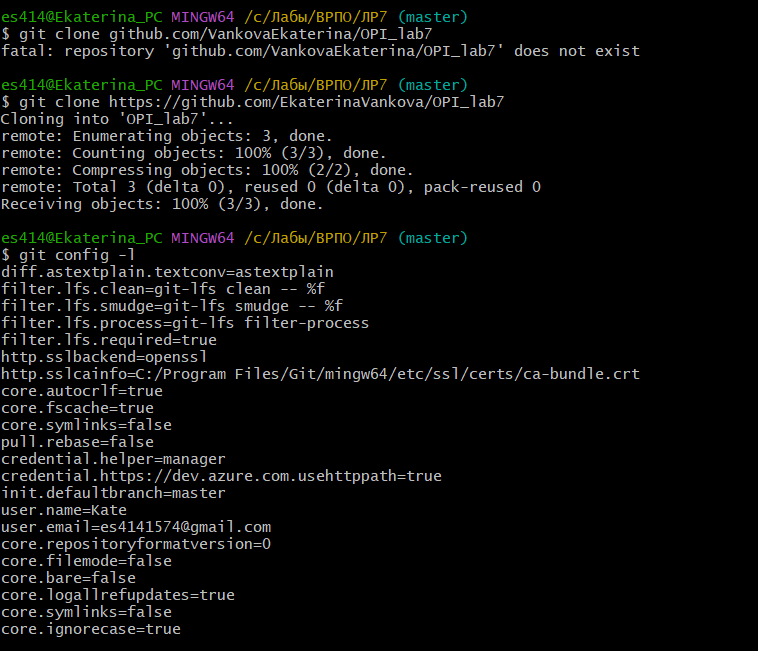 es414@Ekaterina_PC MINGW64 /c/Лабы/ВРПО/ЛР7 (master)
$ git clone github.com/VankovaEkaterina/OPI_lab7
fatal: repository 'github.com/VankovaEkaterina/OPI_lab7' does not exist
es414@Ekaterina_PC MINGW64 /c/Лабы/ВРПО/ЛР7 (master)
$ git clone https://github.com/EkaterinaVankova/OPI_lab7
Cloning into 'OPI_lab7'...
remote: Enumerating objects: 3, done.
remote: Counting objects: 100% (3/3), done.
remote: Compressing objects: 100% (2/2), done.
remote: Total 3 (delta 0), reused 0 (delta 0), pack-reused 0
Receiving objects: 100% (3/3), done.
es414@Ekaterina_PC MINGW64 /c/Лабы/ВРПО/ЛР7 (master)
$ git config -l
diff.astextplain.textconv=astextplain
filter.lfs.clean=git-lfs clean -- %f
filter.lfs.smudge=git-lfs smudge -- %f
filter.lfs.process=git-lfs filter-process
filter.lfs.required=true
http.sslbackend=openssl
http.sslcainfo=C:/Program Files/Git/mingw64/etc/ssl/certs/ca-bundle.crt
core.autocrlf=true
core.fscache=true
core.symlinks=false
pull.rebase=false
credential.helper=manager
credential.https://dev.azure.com.usehttppath=true
init.defaultbranch=master
user.name=Kate
user.email=es4141574@gmail.com
core.repositoryformatversion=0
core.filemode=false
core.bare=false
core.logallrefupdates=true
core.symlinks=false
core.ignorecase=true